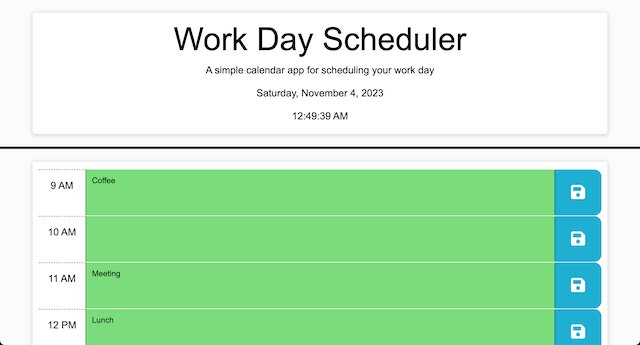 Work Day Scheduler
A simple calendar app for scheduling your work day
Saturday, November 4, 2023
12:49:39 AM
9 AM Coffee
10 AM
11 AM Meeting
12 PM Lunch